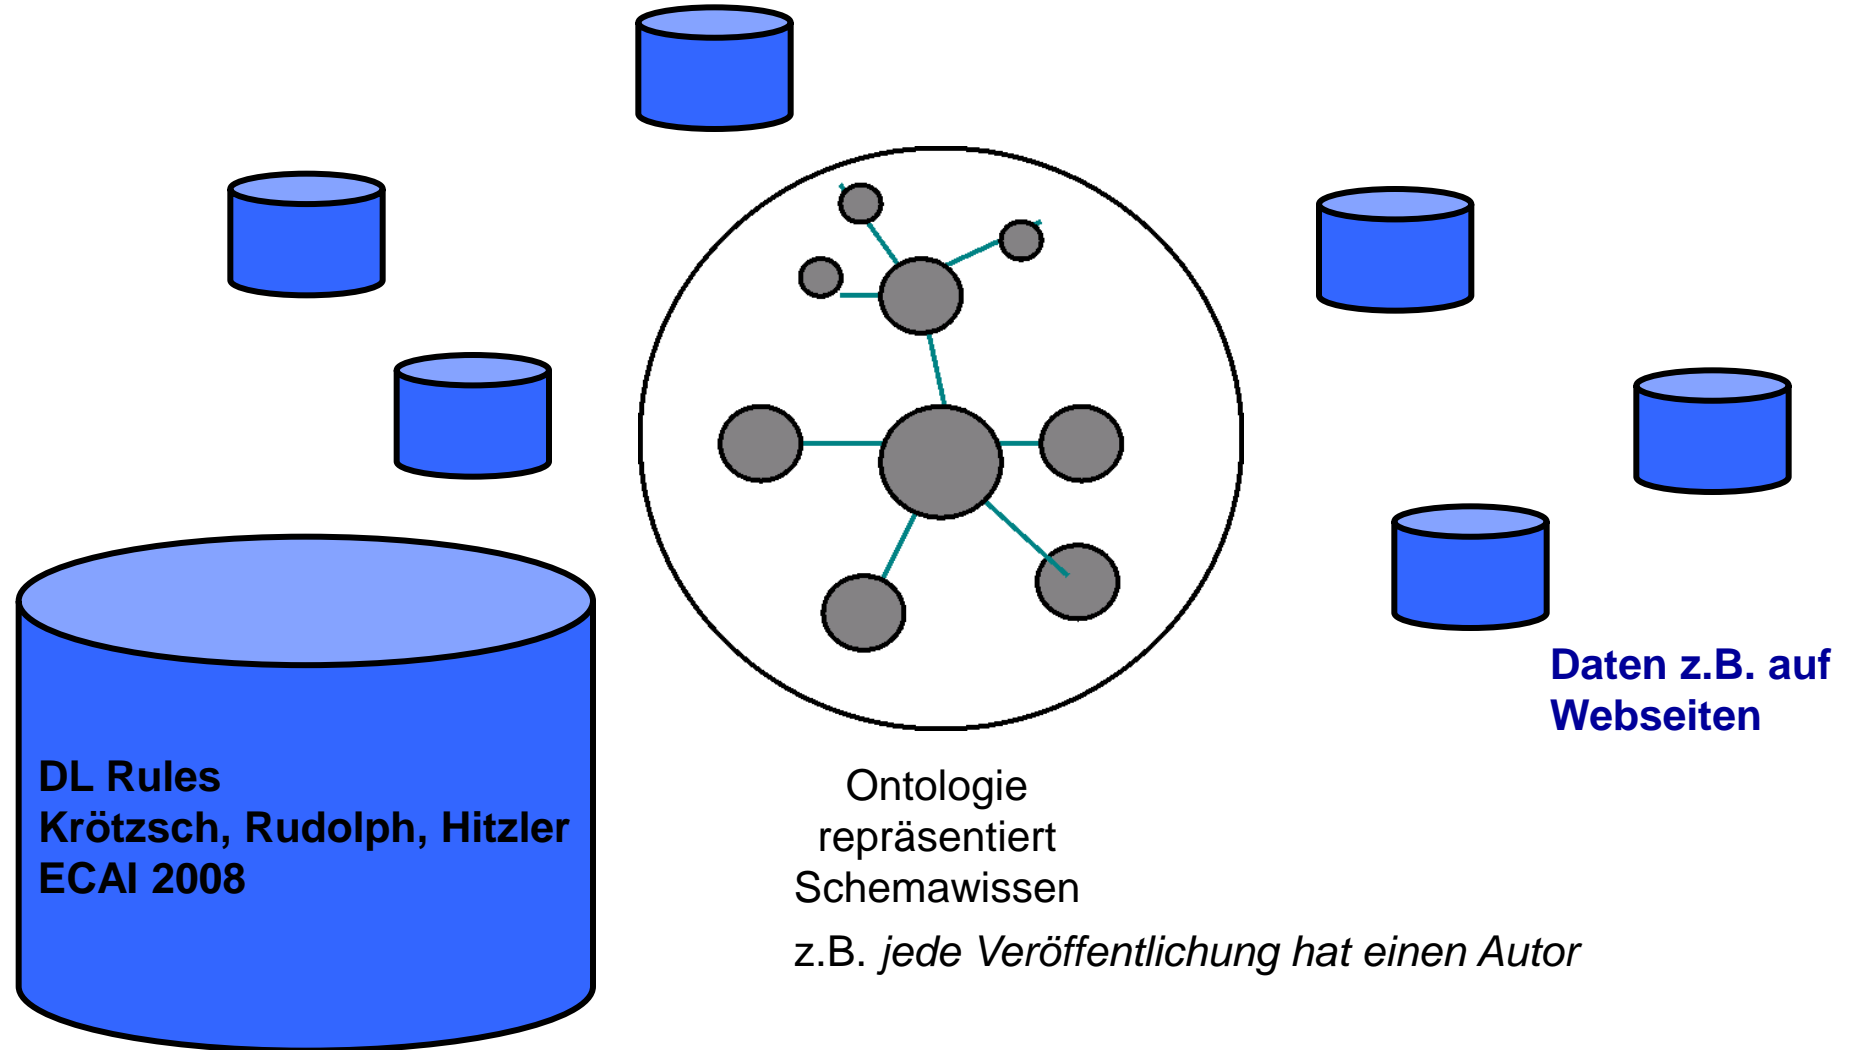 DL Rules
Krötzsch, Rudolph, Hitzler
ECAI 2008
Ontologie
repräsentiert
Schemawissen
z.B. jede Veröffentlichung hat einen Autor
Daten z.B. auf
Webseiten